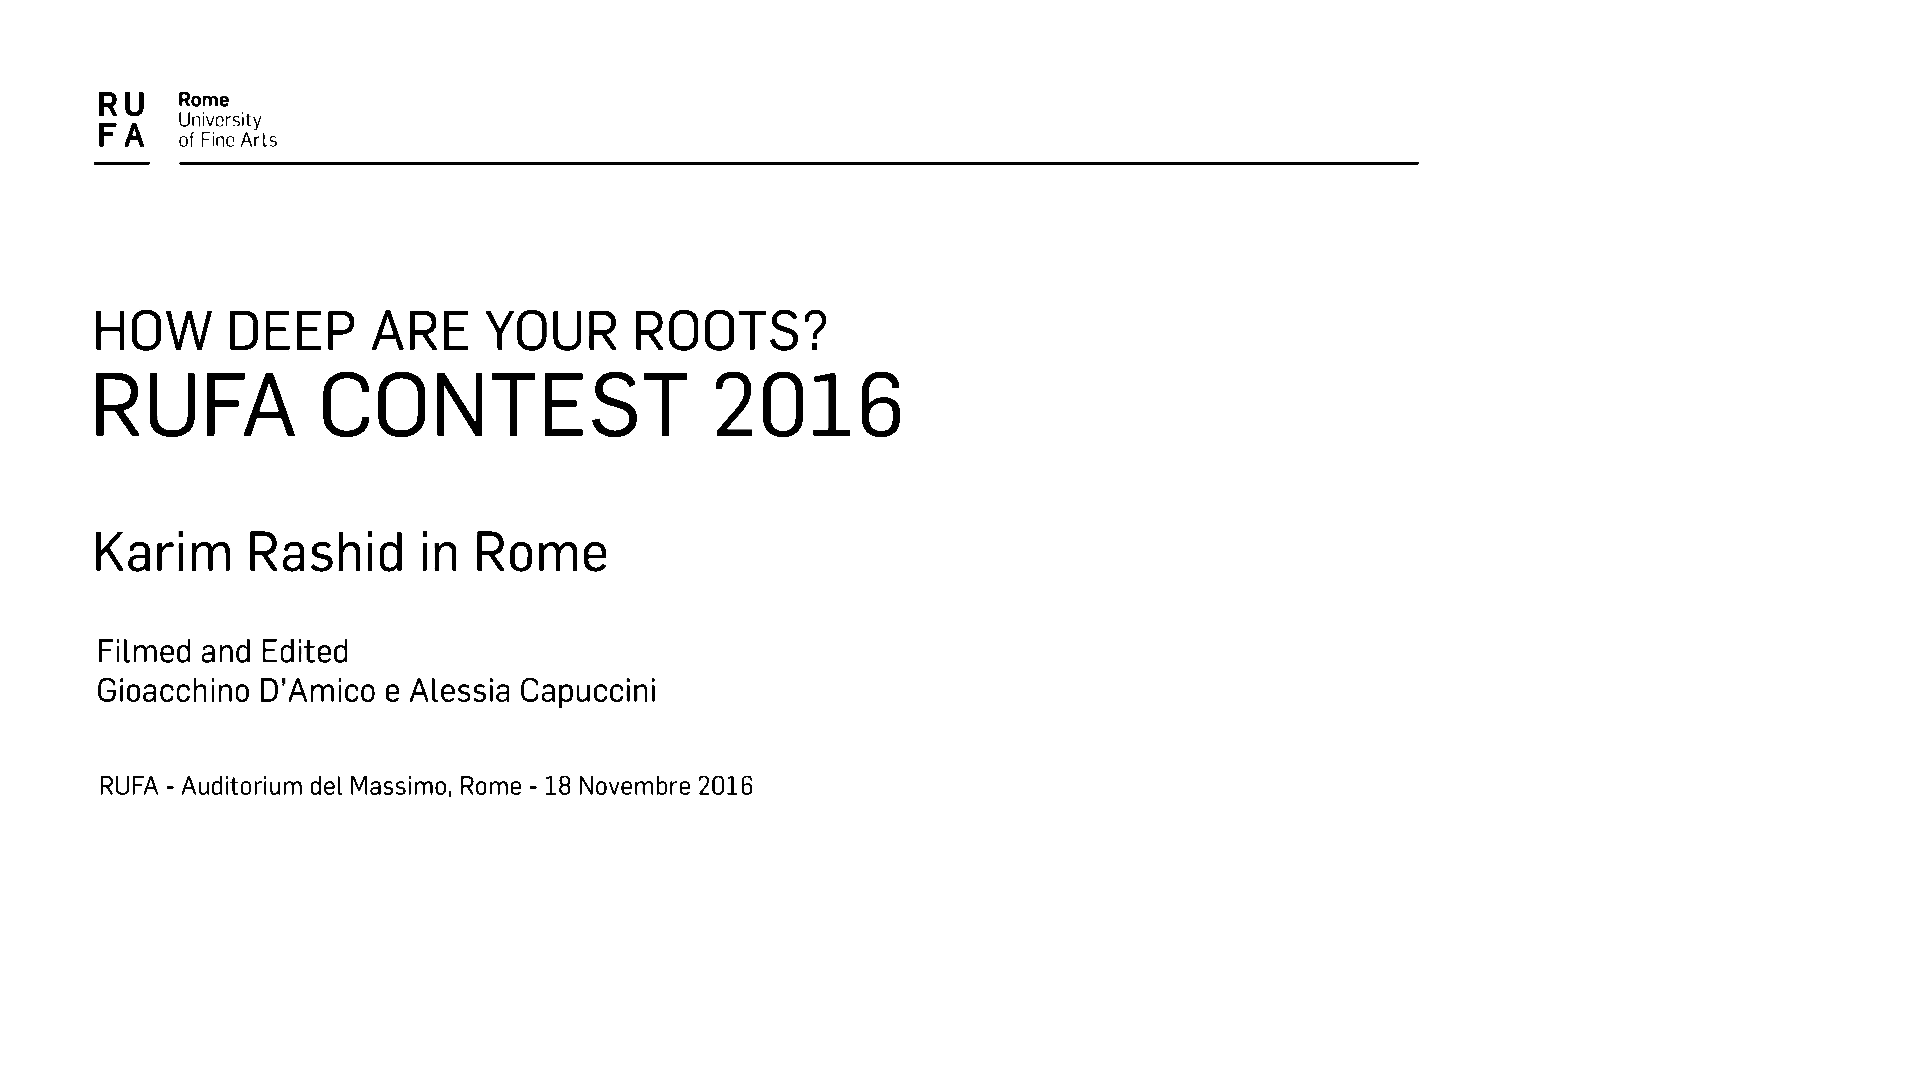 RU
FA
Rome
University
of Fine Arts
HOW DEEP ARE YOUR ROOTS?
RUFA CONTEST 2016
Karim Rashid in Rome
Filmed and Edited
Gioacchino D'Amico e Alessia Capuccini
RUFA - Auditorium del Massimo, Rome - 18 Novembre 2016